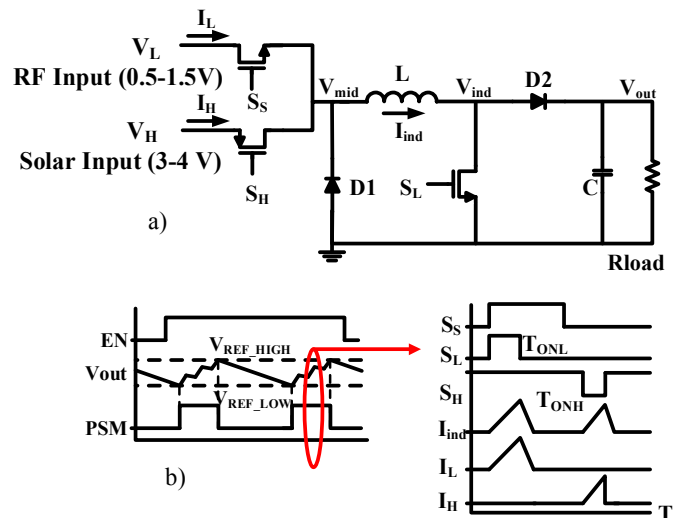 I_L
V_L
RF Input (0.5-1.5V)
S_S
I_H
V_H
Solar Input (3-4 V)
S_H
V_mid
L
I_ind
V_ind
D2
V_out
D1
S_L
C
Rload
a)
EN
V_REF_HIGH
Vout
V_REF_LOW
PSM
b)
S_S
S_L
T_ONL
S_H
T_ONH
I_ind
I_L
I_H
T